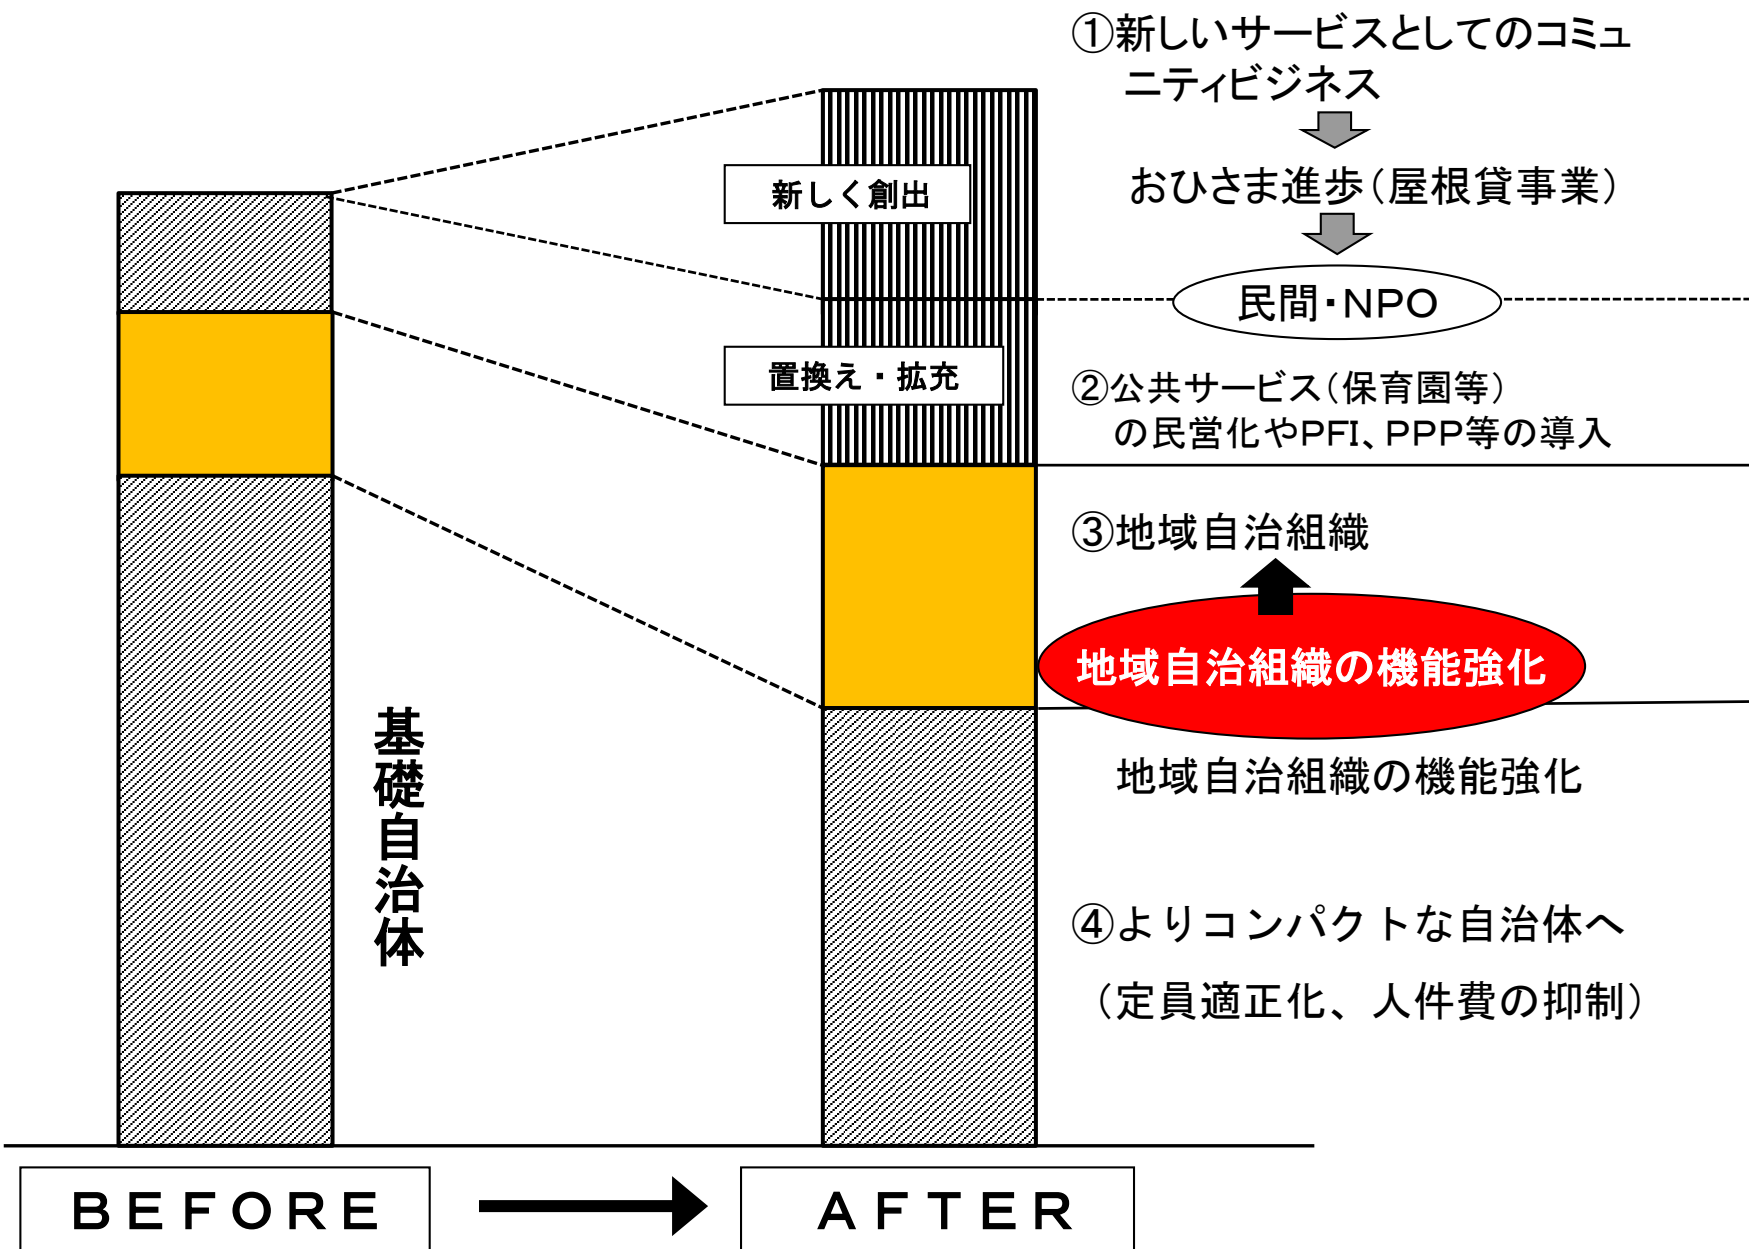 ①新しいサービスとしてのコミュ
ニティビジネス
おひさま進歩(屋根貸事業)
新しく創出
民間・NPO
置換え・拡充
②公共サービス(保育園等)
の民営化やPFI、PPP等の導入
③地域自治組織
地域自治組織の機能強化
地域自治組織の機能強化
基礎自治体
④よりコンパクトな自治体へ
(定員適正化、人件費の抑制)
BEFORE
AFTER